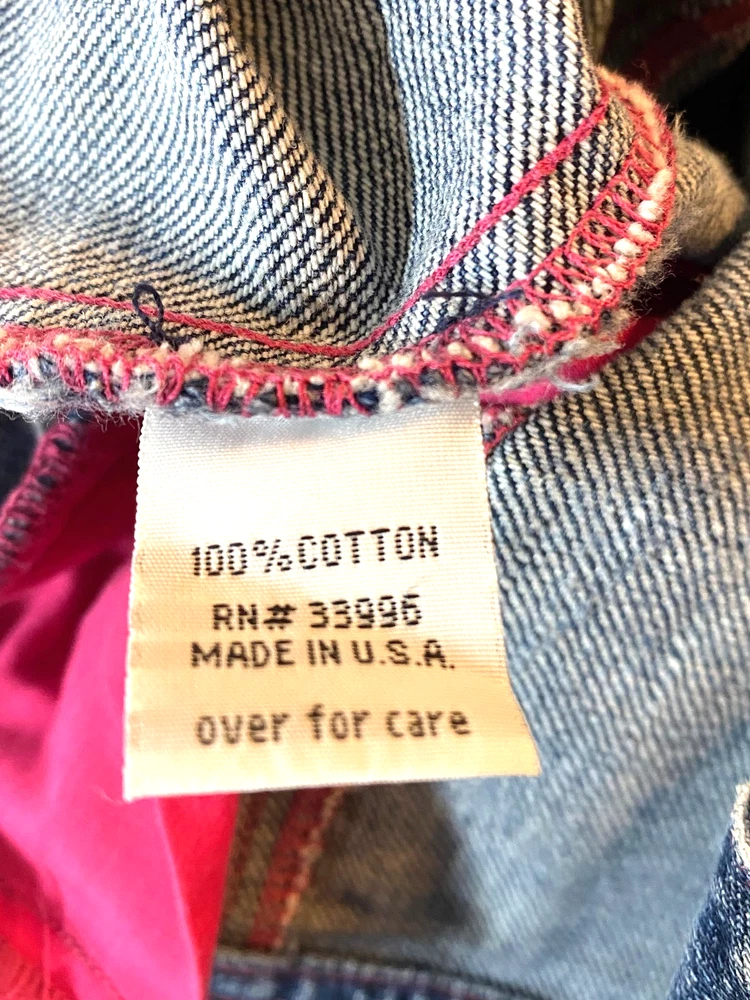 100% COTTON
RN# 33996
MADE IN U.S.A.
over for care